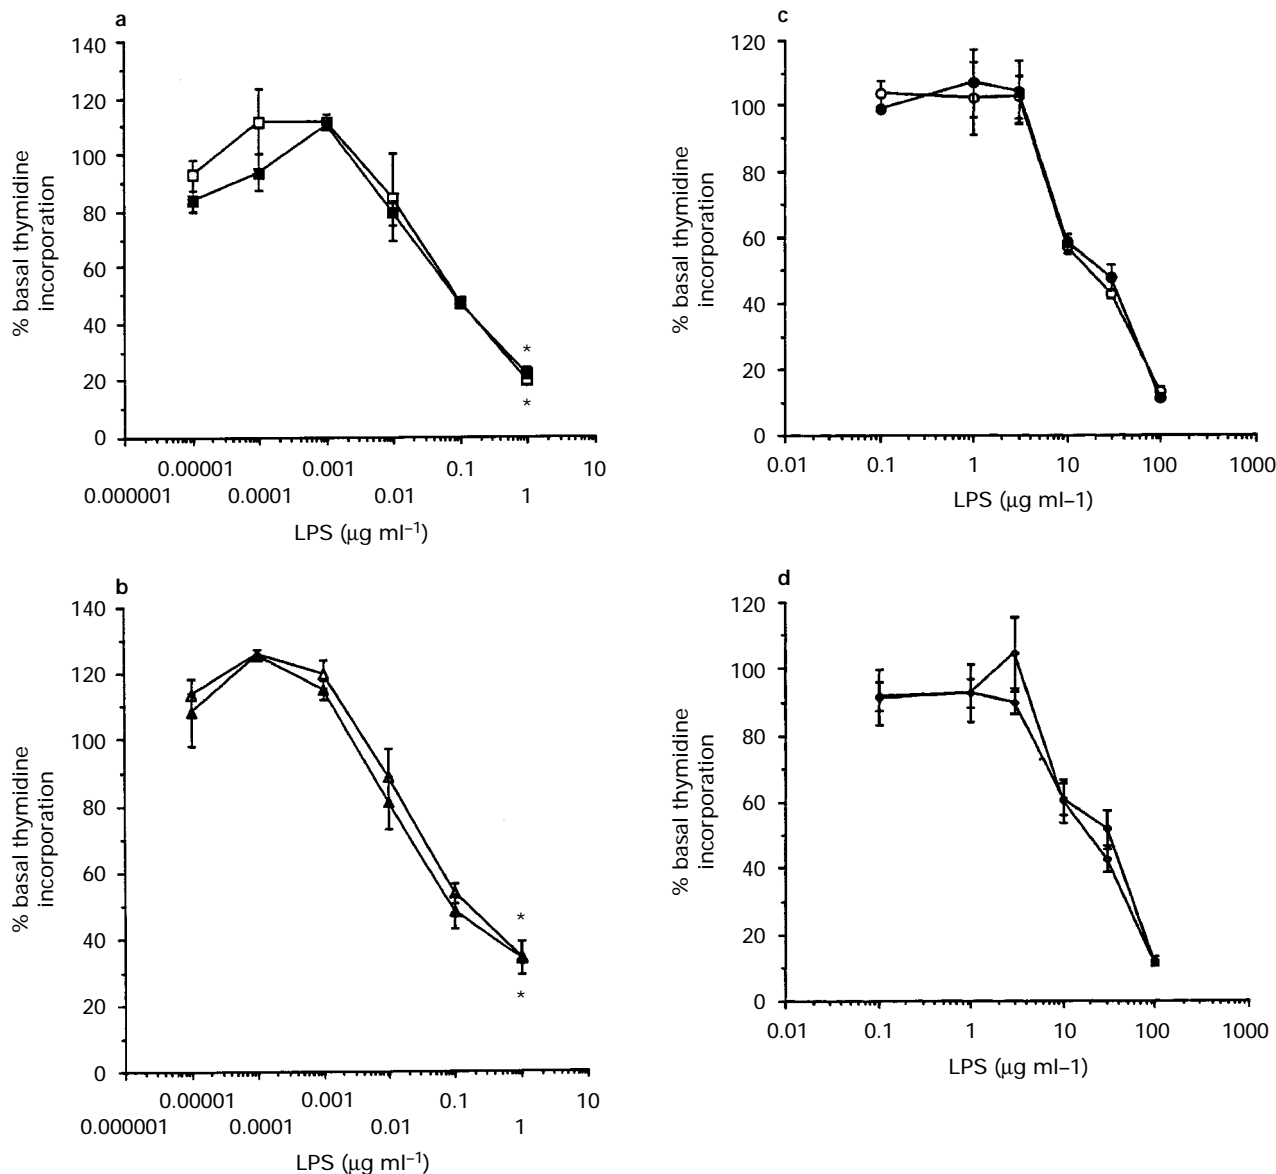 a
140
120
100
80
60
40
20
0
% basal thymidine
incorporation
*
*
0.00001 0.001 0.1 10
0.000001 0.0001 0.01 1
LPS (μg ml⁻¹)
b
140
120
100
80
60
40
20
0
% basal thymidine
incorporation
*
*
0.00001 0.001 0.1 10
0.000001 0.0001 0.01 1
LPS (μg ml⁻¹)
c
120
100
80
60
40
20
0
% basal thymidine
incorporation
0.01 0.1 1 10 100 1000
LPS (μg ml–1)
d
120
100
80
60
40
20
0
% basal thymidine
incorporation
0.01 0.1 1 10 100 1000
LPS (μg ml–1)